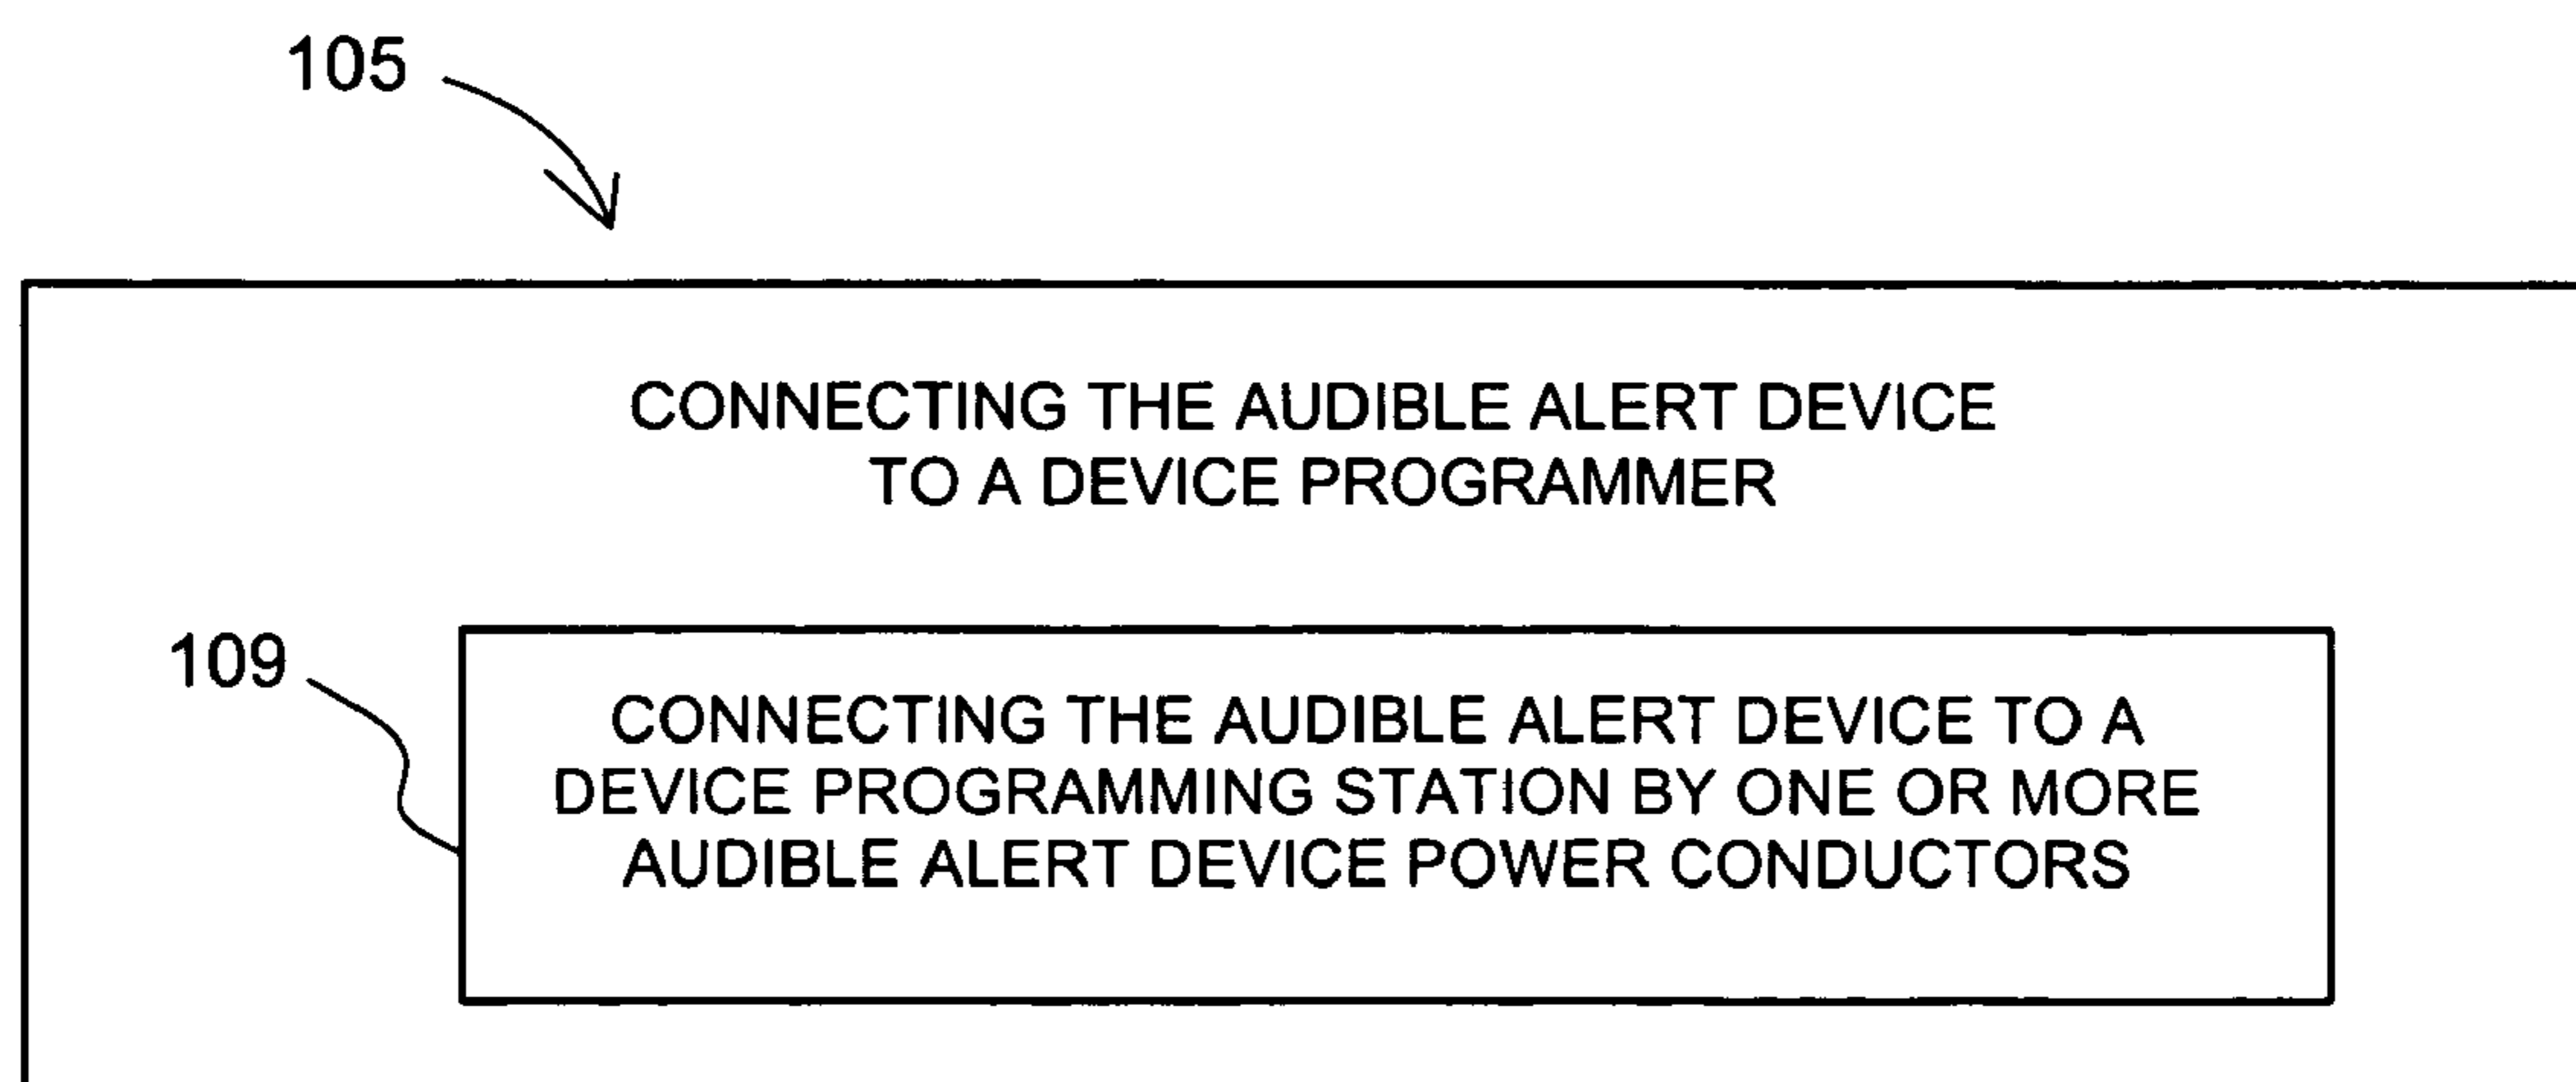 105
CONNECTING THE AUDIBLE ALERT DEVICE
TO A DEVICE PROGRAMMER
109
CONNECTING THE AUDIBLE ALERT DEVICE TO A
DEVICE PROGRAMMING STATION BY ONE OR MORE
AUDIBLE ALERT DEVICE POWER CONDUCTORS